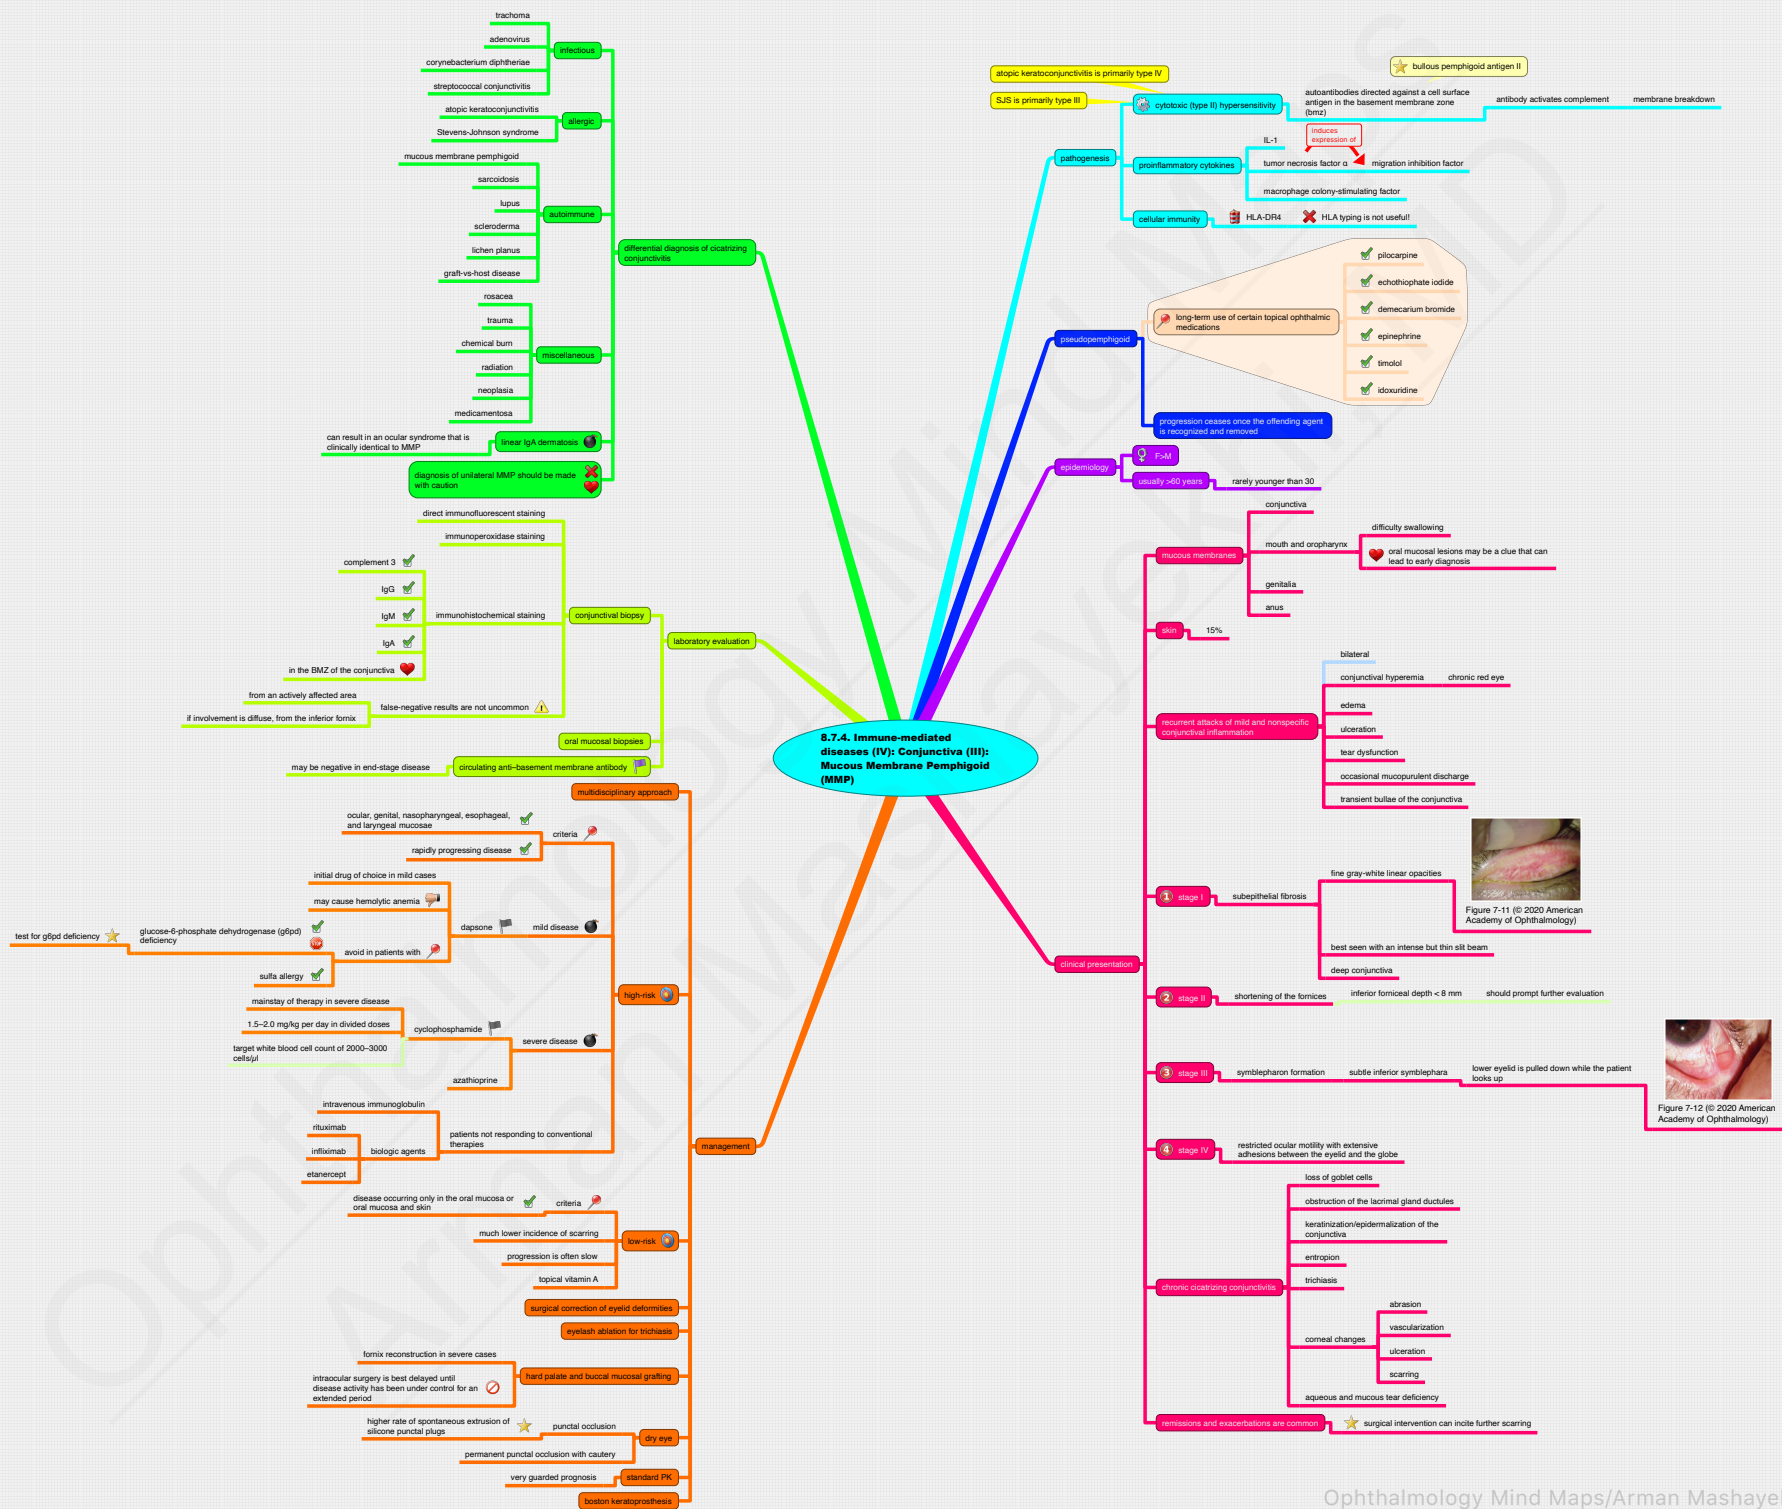 8.7.4. Immune-mediated
diseases (IV): Conjunctiva (III):
Mucous Membrane Pemphigoid
(MMP)
pathogenesis
atopic keratoconjunctivitis is primarily type IV
SJS is primarily type III
cytotoxic (type II) hypersensitivity
bullous pemphigoid antigen II
autoantibodies directed against a cell surface
antigen in the basement membrane zone
(bmz)
antibody activates complement
membrane breakdown
proinflammatory cytokines
IL-1
induces
expression of
tumor necrosis factor α
migration inhibition factor
macrophage colony-stimulating factor
cellular immunity
HLA-DR4
HLA typing is not useful!
pseudopemphigoid
long-term use of certain topical ophthalmic
medications
pilocarpine
echothiophate iodide
demecarium bromide
epinephrine
timolol
idoxuridine
progression ceases once the offending agent
is recognized and removed
epidemiology
F>M
usually >60 years
rarely younger than 30
clinical presentation
mucous membranes
conjunctiva
mouth and oropharynx
difficulty swallowing
oral mucosal lesions may be a clue that can
lead to early diagnosis
genitalia
anus
skin
15%
recurrent attacks of mild and nonspecific
conjunctival inflammation
bilateral
conjunctival hyperemia
chronic red eye
edema
ulceration
tear dysfunction
occasional mucopurulent discharge
transient bullae of the conjunctiva
1
stage I
subepithelial fibrosis
fine gray-white linear opacities
Figure 7-11 (© 2020 American
Academy of Ophthalmology)
best seen with an intense but thin slit beam
deep conjunctiva
2
stage II
shortening of the fornices
inferior forniceal depth < 8 mm
should prompt further evaluation
3
stage III
symblepharon formation
subtle inferior symblephara
lower eyelid is pulled down while the patient
looks up
Figure 7-12 (© 2020 American
Academy of Ophthalmology)
4
stage IV
restricted ocular motility with extensive
adhesions between the eyelid and the globe
chronic cicatrizing conjunctivitis
loss of goblet cells
obstruction of the lacrimal gland ductules
keratinization/epidermalization of the
conjunctiva
entropion
trichiasis
corneal changes
abrasion
vascularization
ulceration
scarring
aqueous and mucous tear deficiency
remissions and exacerbations are common
surgical intervention can incite further scarring
differential diagnosis of cicatrizing
conjunctivitis
infectious
trachoma
adenovirus
corynebacterium diphtheriae
streptococcal conjunctivitis
allergic
atopic keratoconjunctivitis
Stevens-Johnson syndrome
autoimmune
mucous membrane pemphigoid
sarcoidosis
lupus
scleroderma
lichen planus
graft-vs-host disease
miscellaneous
rosacea
trauma
chemical burn
radiation
neoplasia
medicamentosa
linear IgA dermatosis
can result in an ocular syndrome that is
clinically identical to MMP
diagnosis of unilateral MMP should be made
with caution
laboratory evaluation
conjunctival biopsy
direct immunofluorescent staining
immunoperoxidase staining
immunohistochemical staining
complement 3
IgG
IgM
IgA
in the BMZ of the conjunctiva
false-negative results are not uncommon
from an actively affected area
if involvement is diffuse, from the inferior fornix
oral mucosal biopsies
circulating anti–basement membrane antibody
may be negative in end-stage disease
management
multidisciplinary approach
high-risk
criteria
ocular, genital, nasopharyngeal, esophageal,
and laryngeal mucosae
rapidly progressing disease
mild disease
dapsone
initial drug of choice in mild cases
may cause hemolytic anemia
avoid in patients with
glucose-6-phosphate dehydrogenase (g6pd)
deficiency
STOP
test for g6pd deficiency
sulfa allergy
severe disease
cyclophosphamide
mainstay of therapy in severe disease
1.5–2.0 mg/kg per day in divided doses
target white blood cell count of 2000–3000
cells/µl
azathioprine
patients not responding to conventional
therapies
intravenous immunoglobulin
biologic agents
rituximab
infliximab
etanercept
low-risk
criteria
disease occurring only in the oral mucosa or
oral mucosa and skin
much lower incidence of scarring
progression is often slow
topical vitamin A
surgical correction of eyelid deformities
eyelash ablation for trichiasis
hard palate and buccal mucosal grafting
fornix reconstruction in severe cases
intraocular surgery is best delayed until
disease activity has been under control for an
extended period
dry eye
punctal occlusion
higher rate of spontaneous extrusion of
silicone punctal plugs
permanent punctal occlusion with cautery
standard PK
very guarded prognosis
boston keratoprosthesis
Ophthalmology Mind Maps
Arman Mashayekhi MD
Ophthalmology Mind Maps/Arman Mashaye